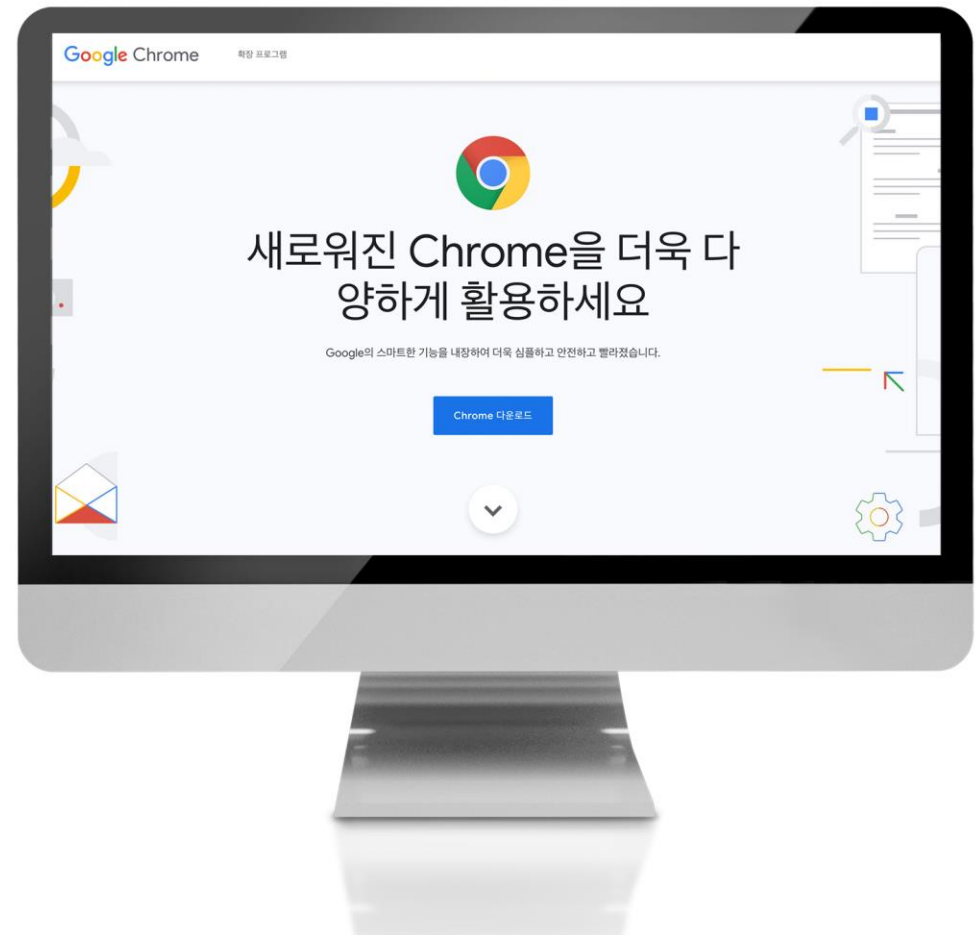 Google Chrome 확장 프로그램
새로워진 Chrome을 더욱 다
양하게 활용하세요
Google의 스마트한 기능을 내장하여 더욱 심플하고 안전하고 빨라졌습니다.
Chrome 다운로드